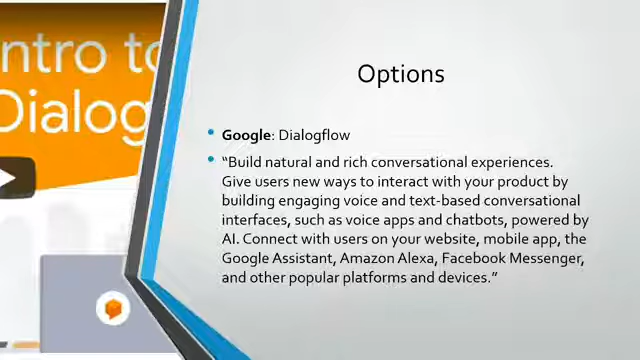 ntro to
Dialog
Options
Google: Dialogflow
“Build natural and rich conversational experiences.
Give users new ways to interact with your product by
building engaging voice and text-based conversational
interfaces, such as voice apps and chatbots, powered by
AI. Connect with users on your website, mobile app, the
Google Assistant, Amazon Alexa, Facebook Messenger,
and other popular platforms and devices.”